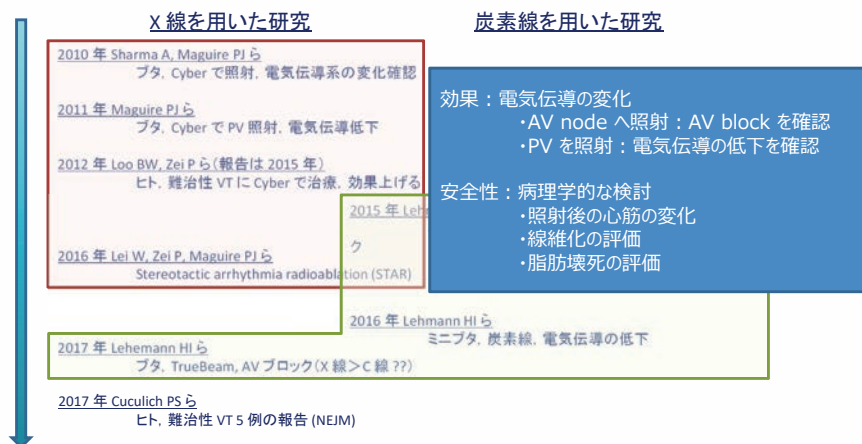 X 線を用いた研究
炭素線を用いた研究
2010 年 Sharma A, Maguire PJ ら
ブタ, Cyber で照射, 電気伝導系の変化確認
2011 年 Maguire PJ ら
ブタ, Cyber で PV 照射, 電気伝導低下
2012 年 Loo BW, Zei P ら（報告は 2015 年）
ヒト, 難治性 VT に Cyber で治療, 効果上げる
2015 年 Leh
ク
2016 年 Lei W, Zei P, Maguire PJ ら
Stereotactic arrhythmia radioablation (STAR)
効果：電気伝導の変化
・AV node へ照射：AV block を確認
・PV を照射：電気伝導の低下を確認
安全性：病理学的な検討
・照射後の心筋の変化
・線維化の評価
・脂肪壊死の評価
2016 年 Lehmann HI ら
ミニブタ, 炭素線, 電気伝導の低下
2017 年 Lehemann HI ら
ブタ, TrueBeam, AV ブロック（X 線＞C 線 ??）
2017 年 Cuculich PS ら
ヒト, 難治性 VT 5 例の報告 (NEJM)